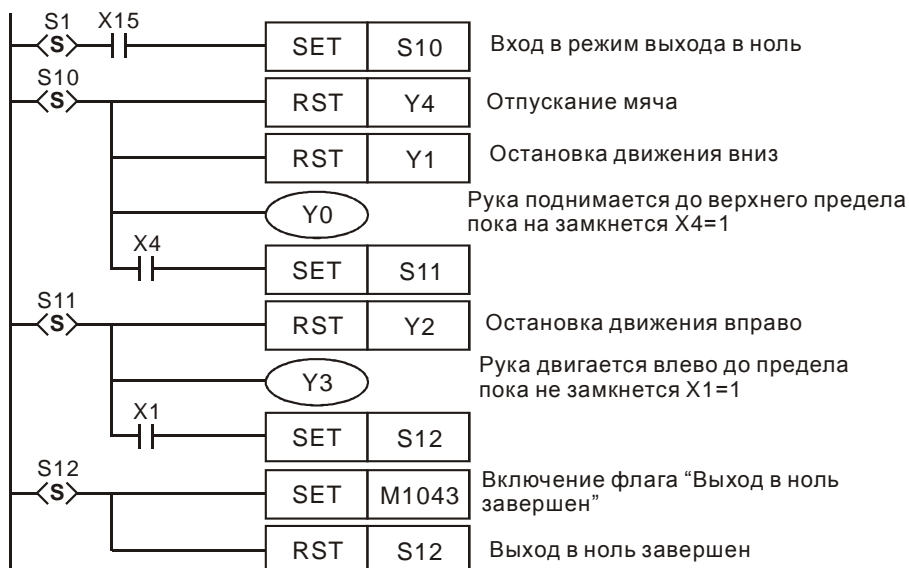 S1 X15
S SET S10 Вход в режим выхода в ноль
S10
S RST Y4 Отпускание мяча
RST Y1 Остановка движения вниз
Y0 Рука поднимается до верхнего предела
пока на замкнется X4=1
X4
SET S11
S11
S RST Y2 Остановка движения вправо
Y3 Рука двигается влево до предела
пока не замкнется X1=1
X1
SET S12
S12
S SET M1043 Включение флага “Выход в ноль
завершен”
RST S12 Выход в ноль завершен